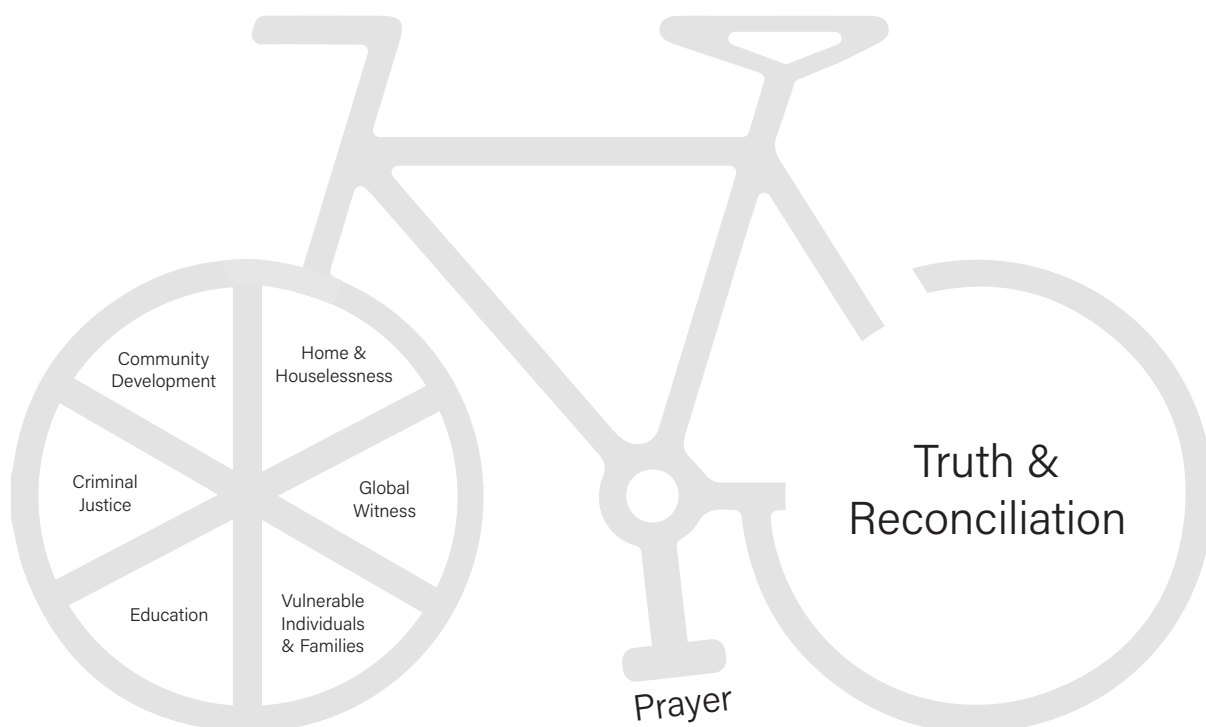 Community
Development
Home &
Houselessness
Criminal
Justice
Global
Witness
Education
Vulnerable
Individuals
& Families
Truth &
Reconciliation
Prayer